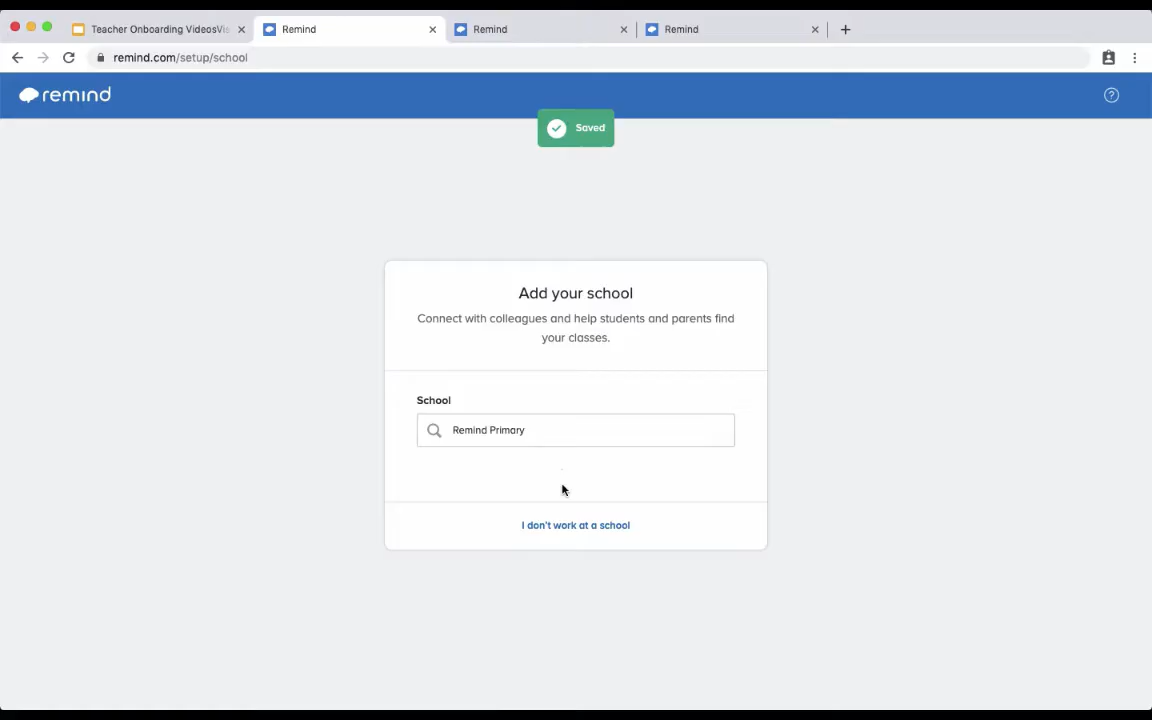 Teacher Onboarding VideosVis
Remind
Remind
Remind
remind.com/setup/school
remind
Saved
Add your school
Connect with colleagues and help students and parents find
your classes.
School
Remind Primary
I don't work at a school